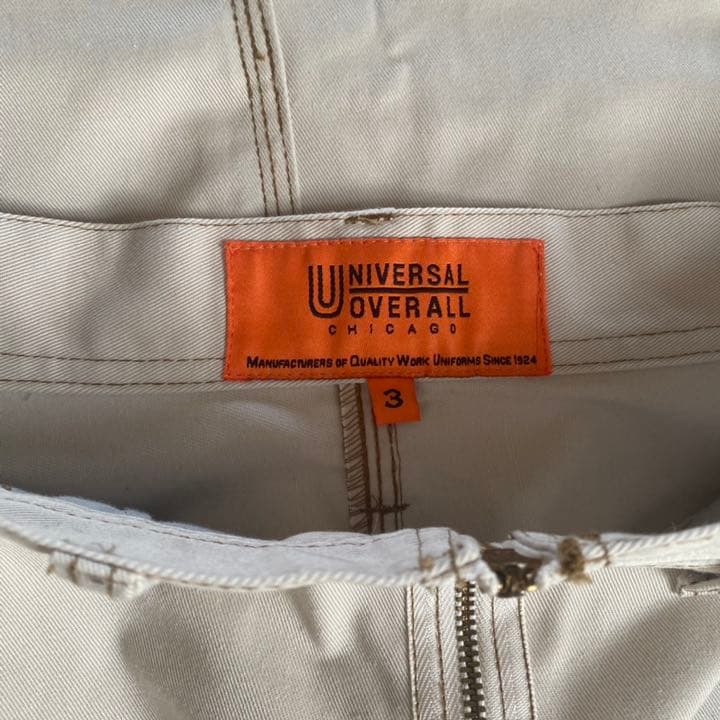 UNIVERSAL
OVERALL
CHICAGO
MANUFACTURERS OF QUALITY WORK UNIFORMS SINCE 1924
3